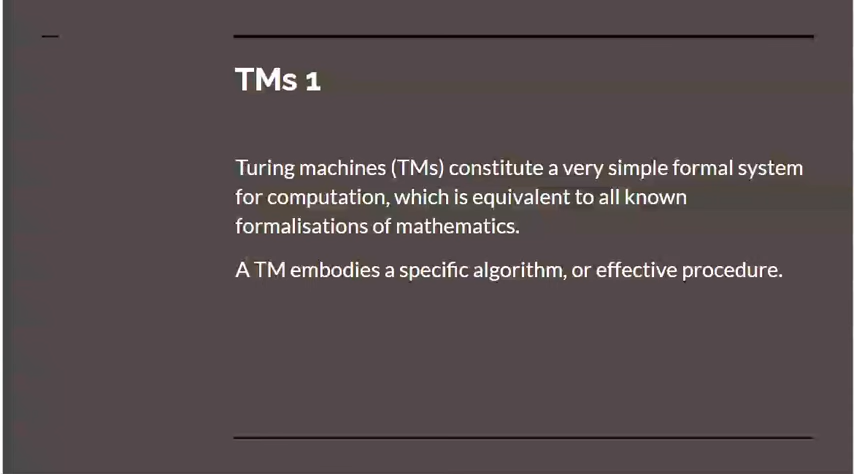 TMs 1
Turing machines (TMs) constitute a very simple formal system
for computation, which is equivalent to all known
formalisations of mathematics.
A TM embodies a specific algorithm, or effective procedure.